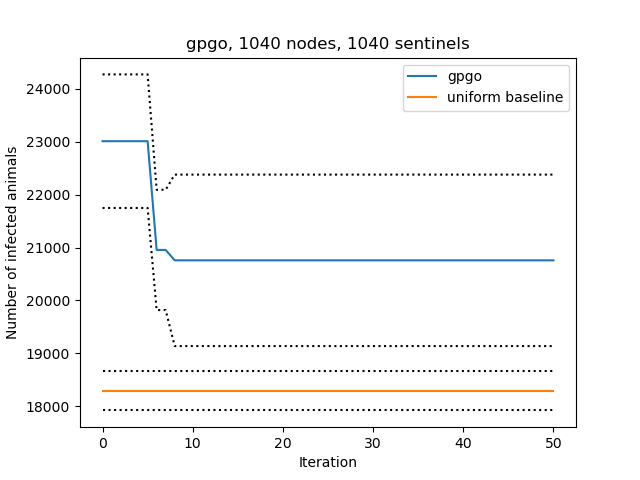 gpgo, 1040 nodes, 1040 sentinels
gpgo
uniform baseline
Number of infected animals
24000
23000
22000
21000
20000
19000
18000
0
10
20
30
40
50
Iteration